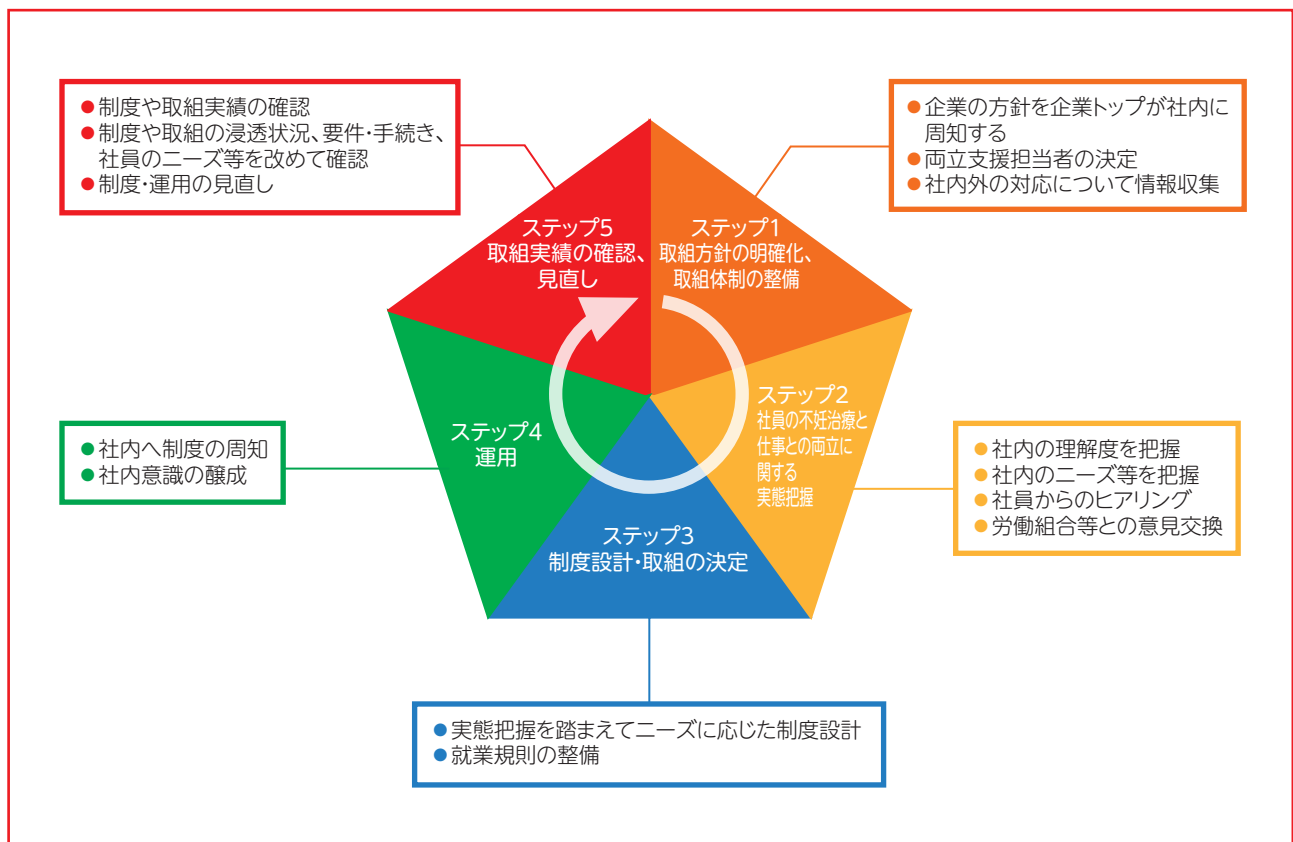 ステップ1
取組方針の明確化、
取組体制の整備
●企業の方針を企業トップが社内に
周知する
●両立支援担当者の決定
●社内外の対応について情報収集
ステップ2
社員の不妊治療と
仕事との両立に
関する
実態把握
●社内の理解度を把握
●社内のニーズ等を把握
●社員からのヒアリング
●労働組合等との意見交換
ステップ3
制度設計・取組の決定
●実態把握を踏まえてニーズに応じた制度設計
●就業規則の整備
ステップ4
運用
●社内へ制度の周知
●社内意識の醸成
ステップ5
取組実績の確認、
見直し
●制度や取組実績の確認
●制度や取組の浸透状況、要件・手続き、
社員のニーズ等を改めて確認
●制度・運用の見直し